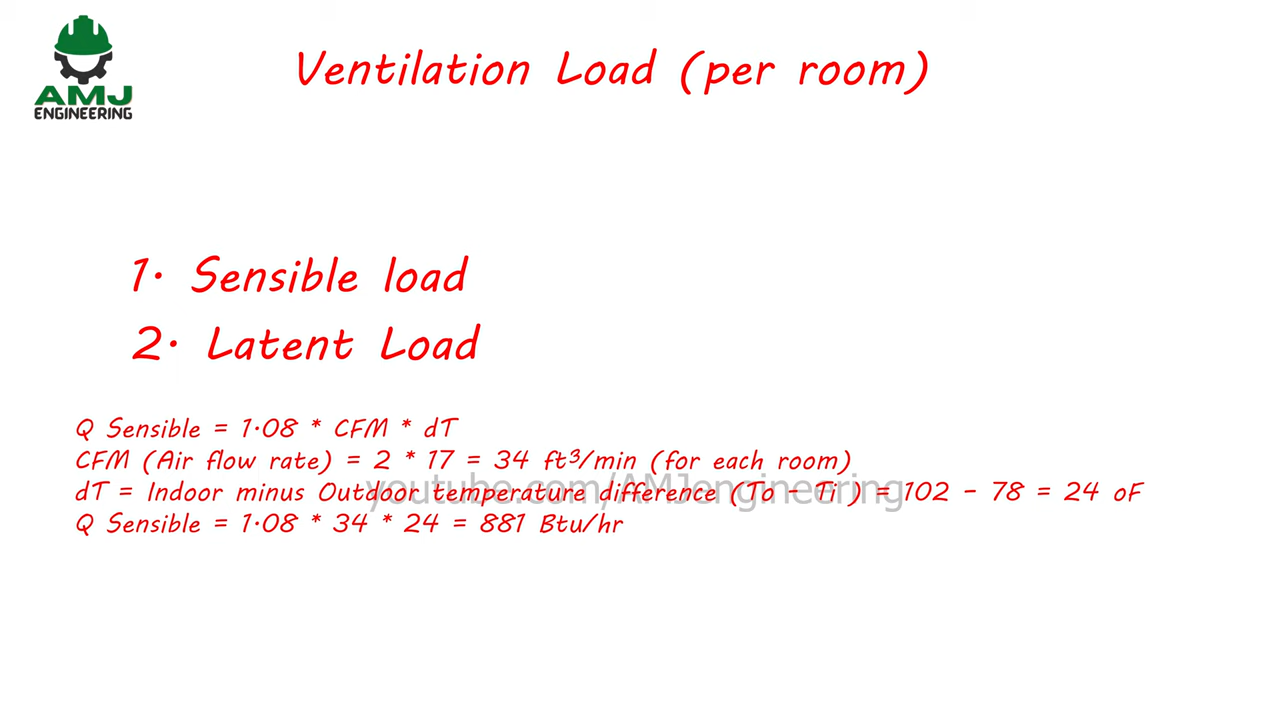 AMJ
ENGINEERING
Ventilation Load (per room)
1. Sensible load
2. Latent Load
Q Sensible = 1.08 * CFM * dT
CFM (Air flow rate) = 2 * 17 = 34 ft³/min (for each room)
dT = Indoor minus Outdoor temperature difference (To - Ti ) = 102 - 78 = 24 oF
youtube.com/AMJengineering
Q Sensible = 1.08 * 34 * 24 = 881 Btu/hr